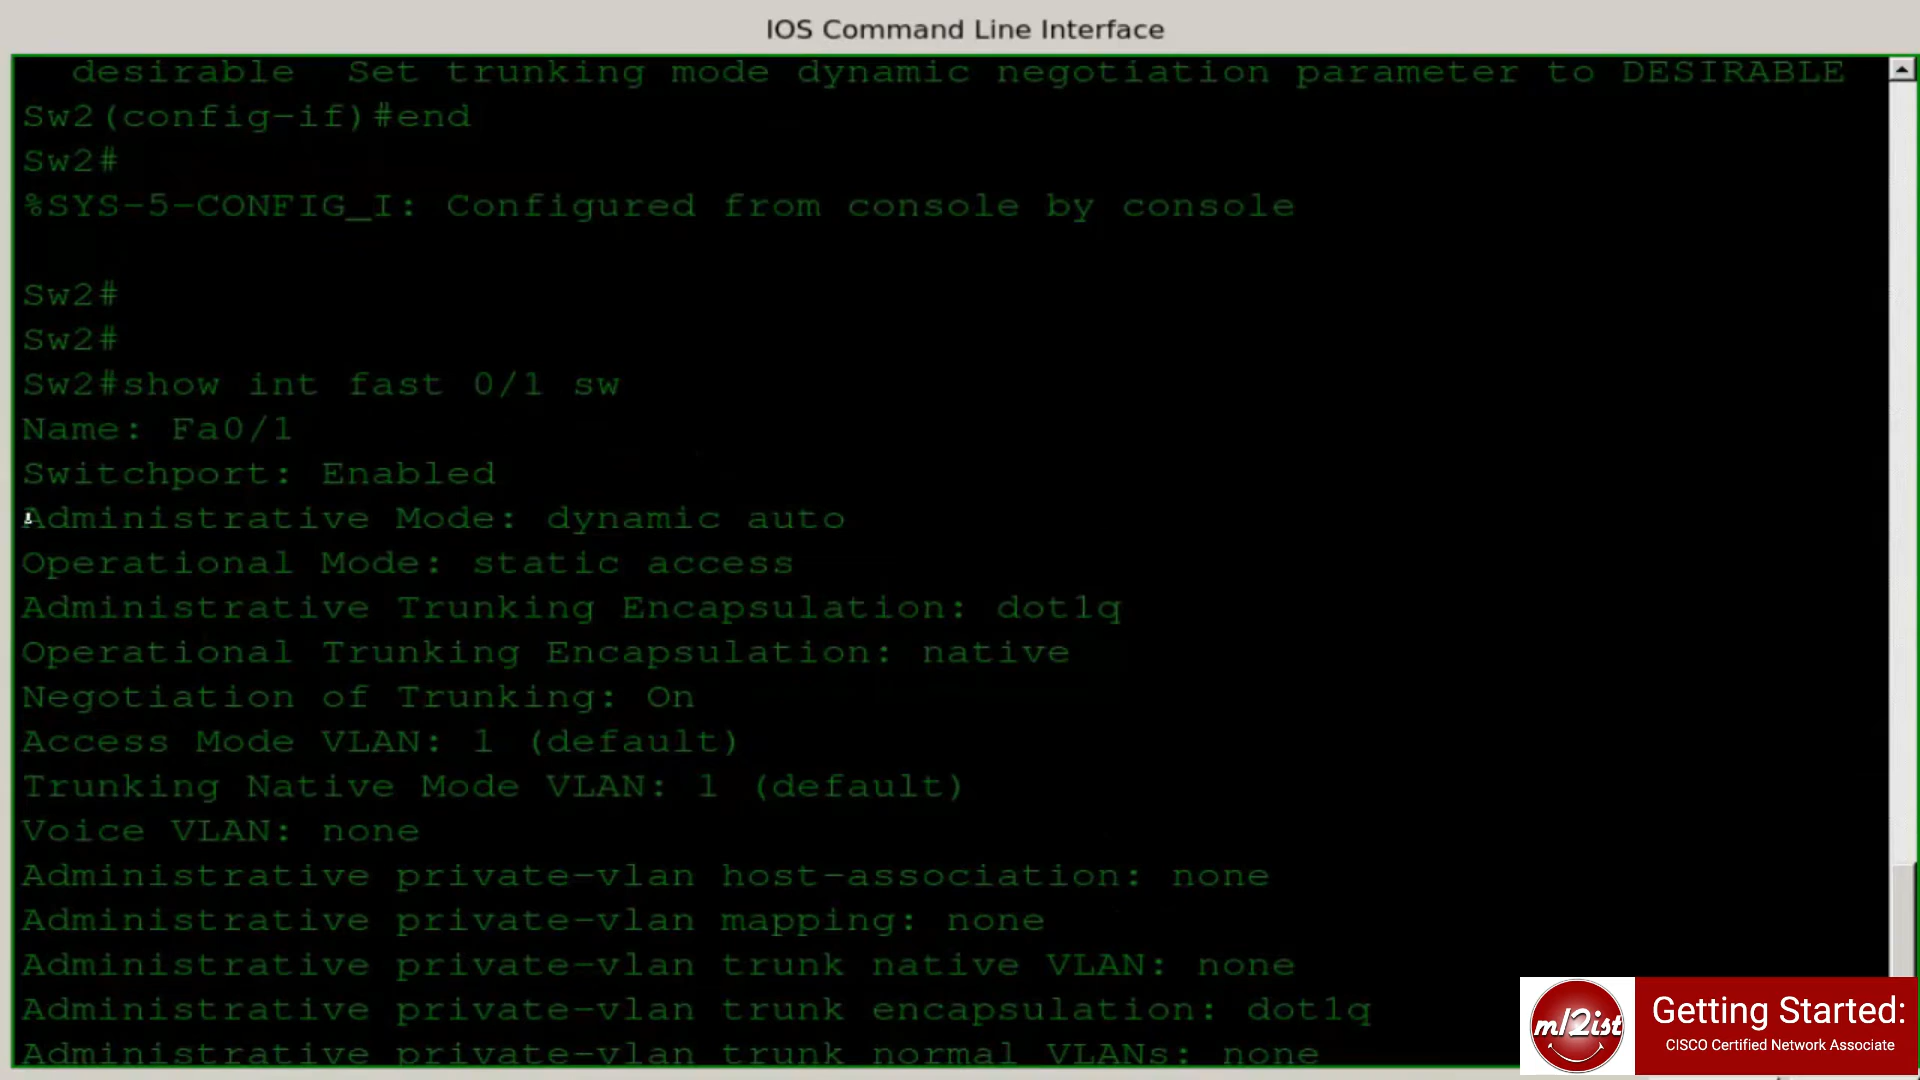 IOS Command Line Interface
desirable  Set trunking mode dynamic negotiation parameter to DESIRABLE
Sw2(config-if)#end
Sw2#
%SYS-5-CONFIG_I: Configured from console by console
Sw2#
Sw2#
Sw2#show int fast 0/1 sw
Name: Fa0/1
Switchport: Enabled
Administrative Mode: dynamic auto
Operational Mode: static access
Administrative Trunking Encapsulation: dot1q
Operational Trunking Encapsulation: native
Negotiation of Trunking: On
Access Mode VLAN: 1 (default)
Trunking Native Mode VLAN: 1 (default)
Voice VLAN: none
Administrative private-vlan host-association: none
Administrative private-vlan mapping: none
Administrative private-vlan trunk native VLAN: none
Administrative private-vlan trunk encapsulation: dot1q
Administrative private-vlan trunk normal VLANs: none
ml2ist
Getting Started:
CISCO Certified Network Associate